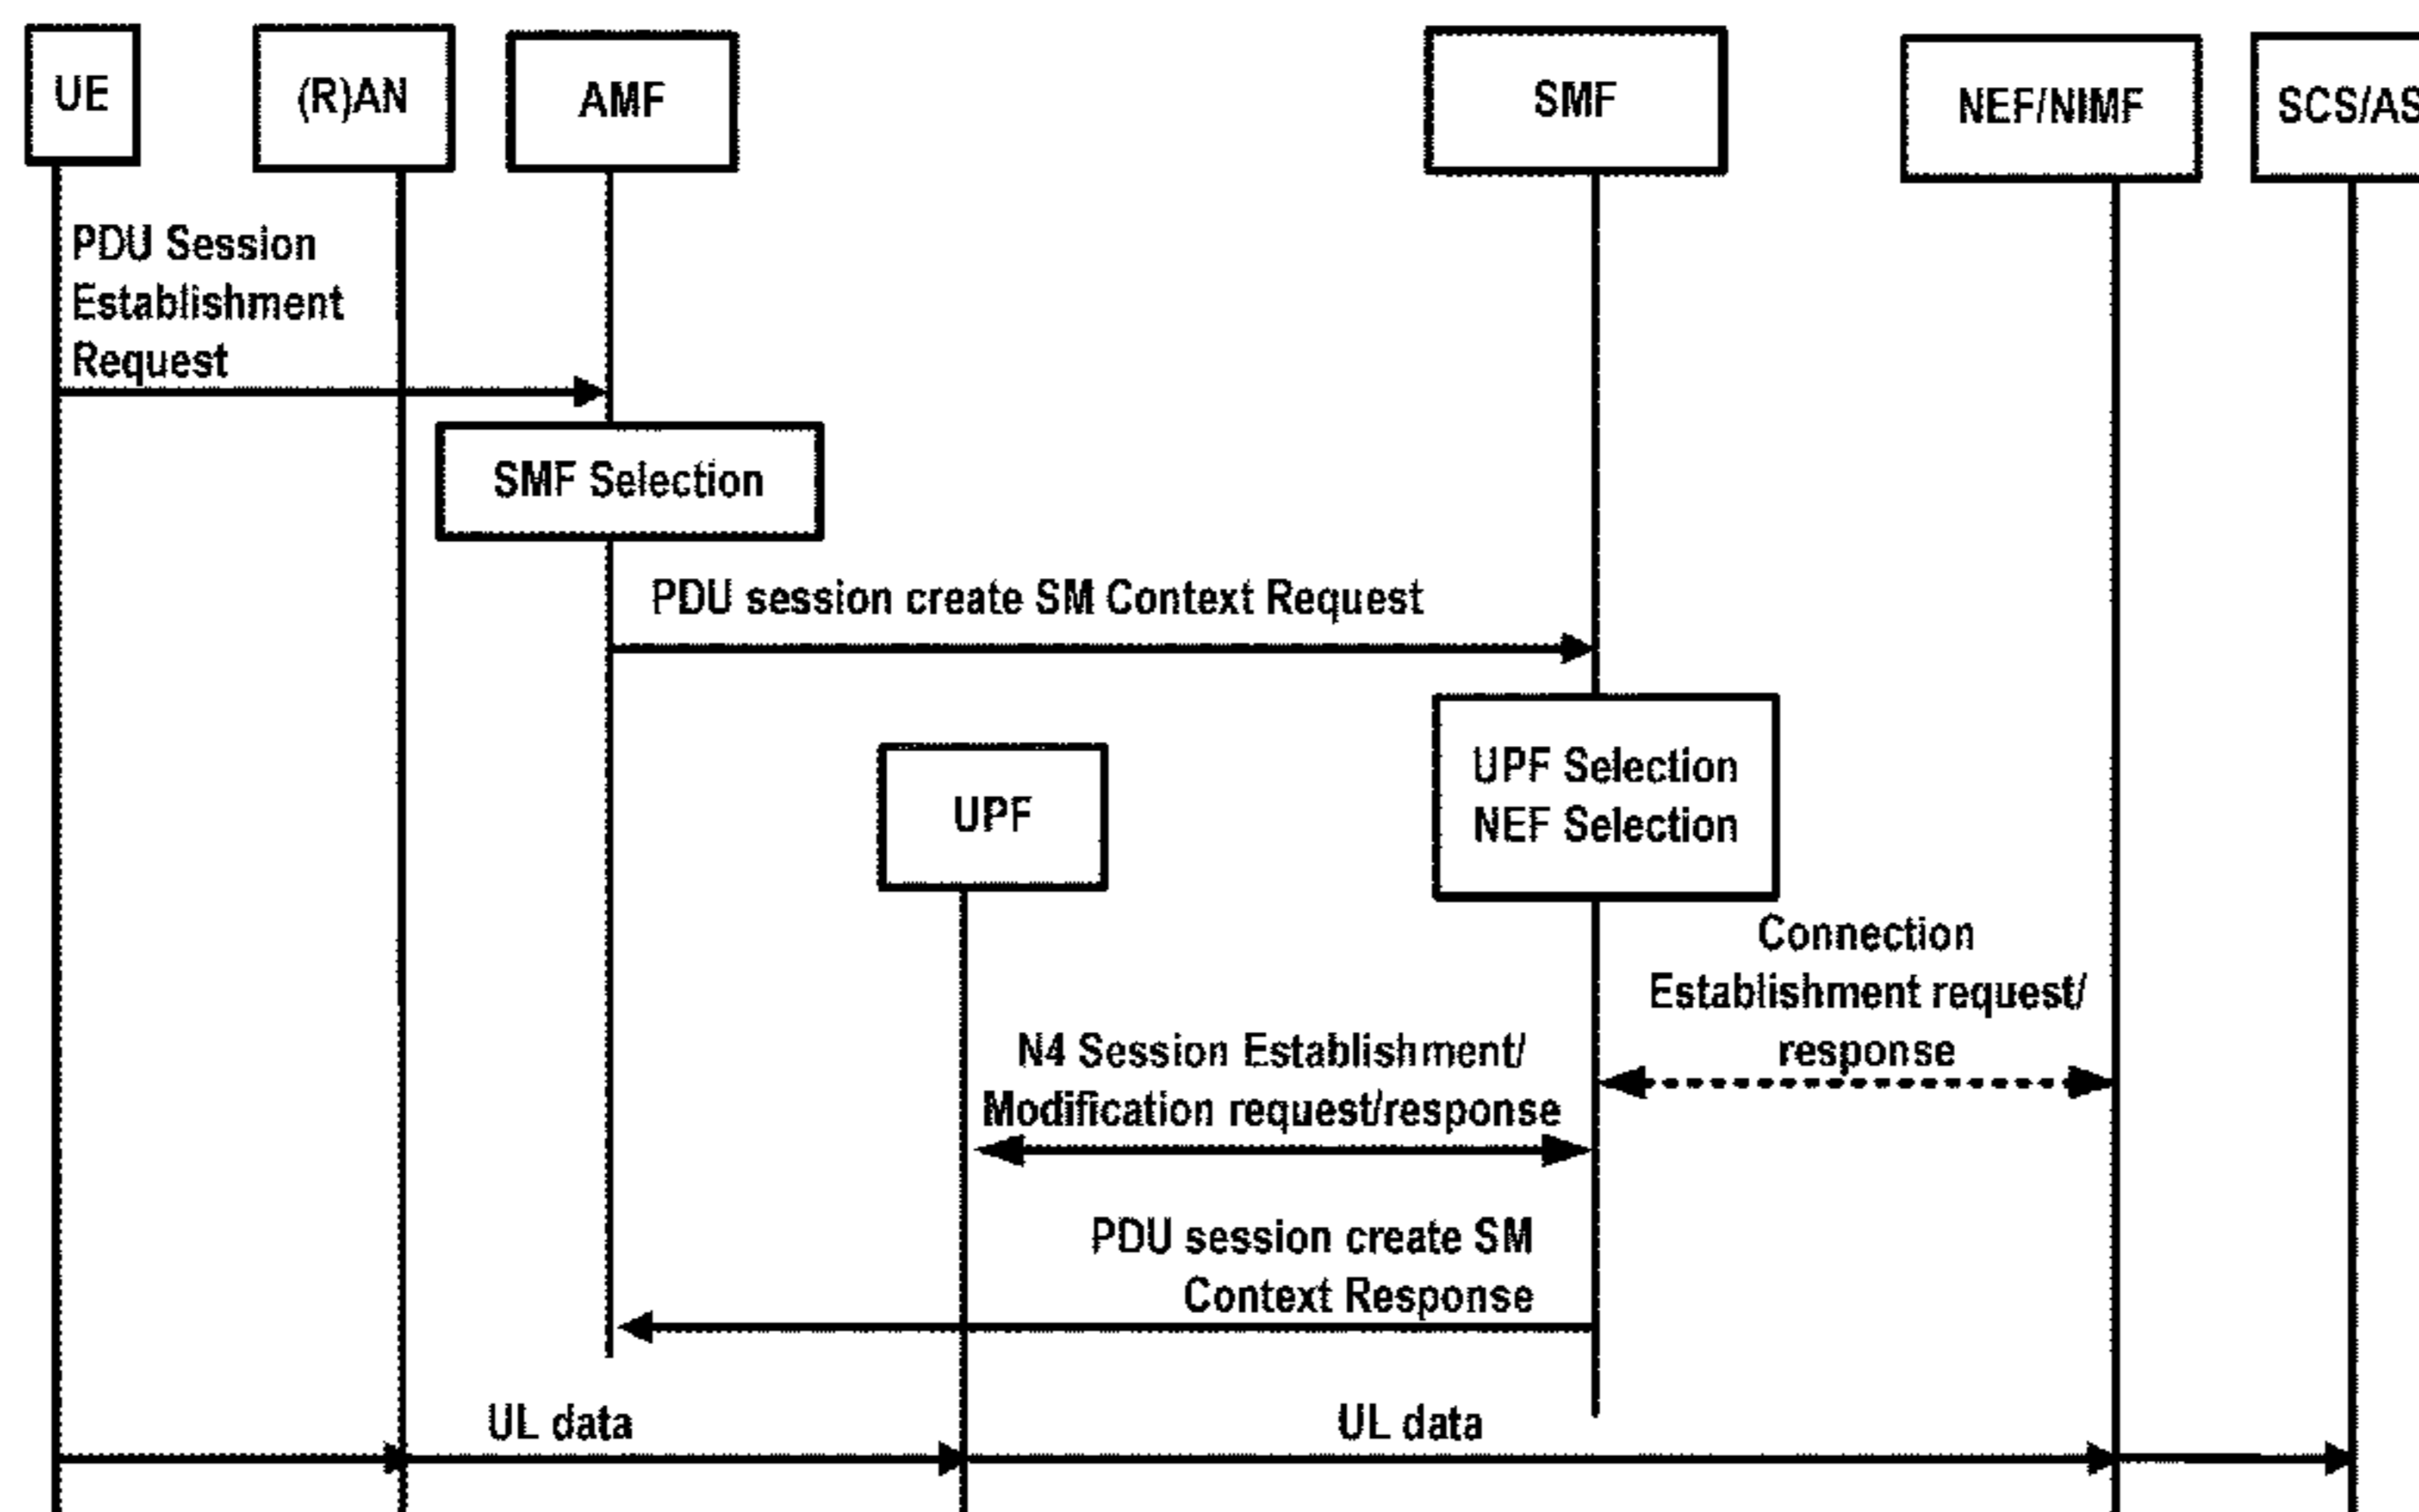 UE
(R)AN
AMF
SMF
NEF/NIMF
SCS/AS
PDU Session
Establishment
Request
SMF Selection
PDU session create SM Context Request
UPF Selection
NEF Selection
UPF
Connection
Establishment request/
response
N4 Session Establishment/
Modification request/response
PDU session create SM
Context Response
UL data
UL data